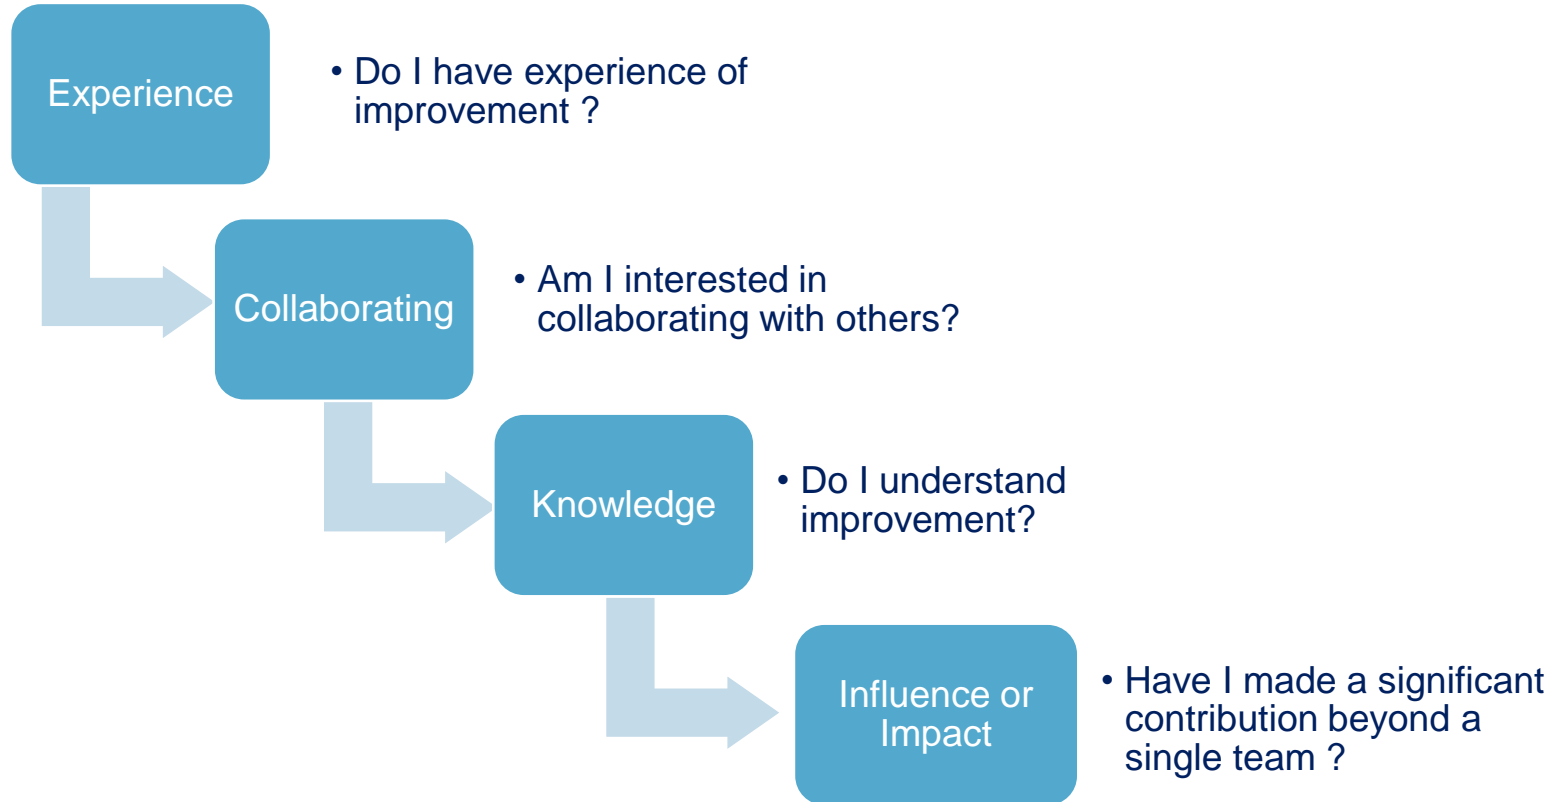 Experience
• Do I have experience of
improvement ?
Collaborating
• Am I interested in
collaborating with others?
Knowledge
• Do I understand
improvement?
Influence or
Impact
• Have I made a significant
contribution beyond a
single team ?